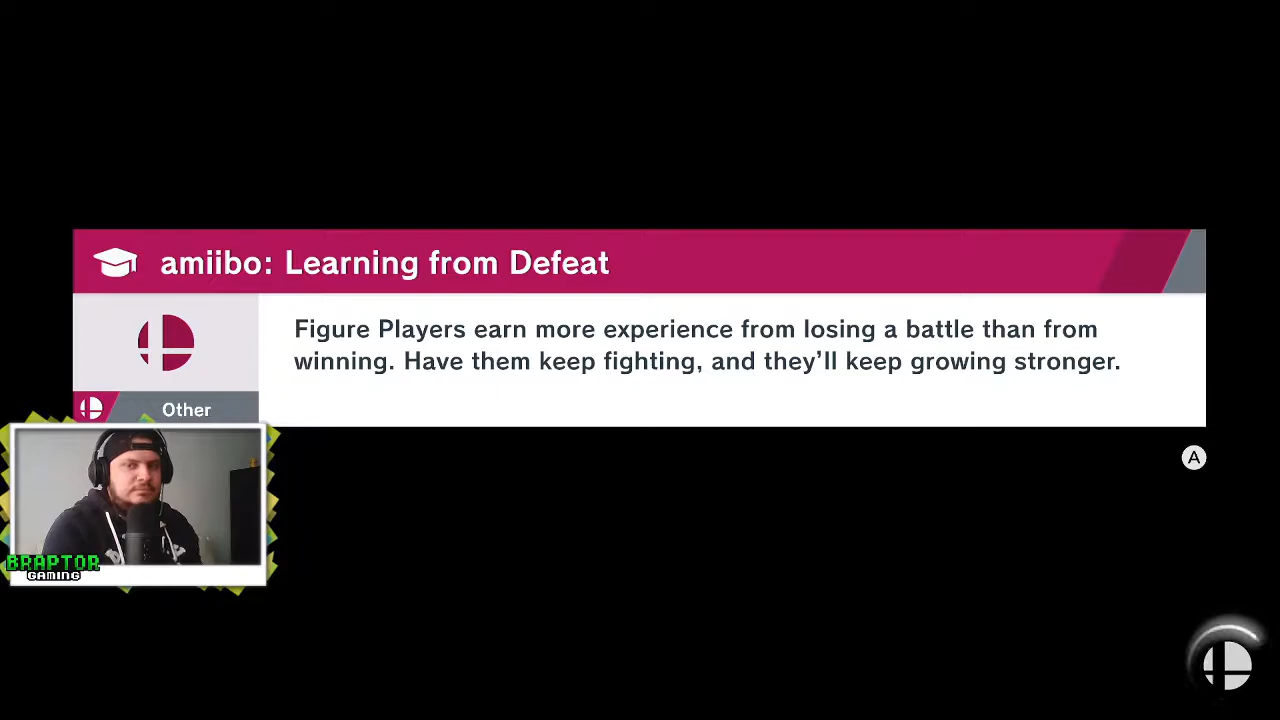 amiibo: Learning from Defeat
Figure Players earn more experience from losing a battle than from
winning. Have them keep fighting, and they’ll keep growing stronger.
Other
A
BRAPTOR
GAMING